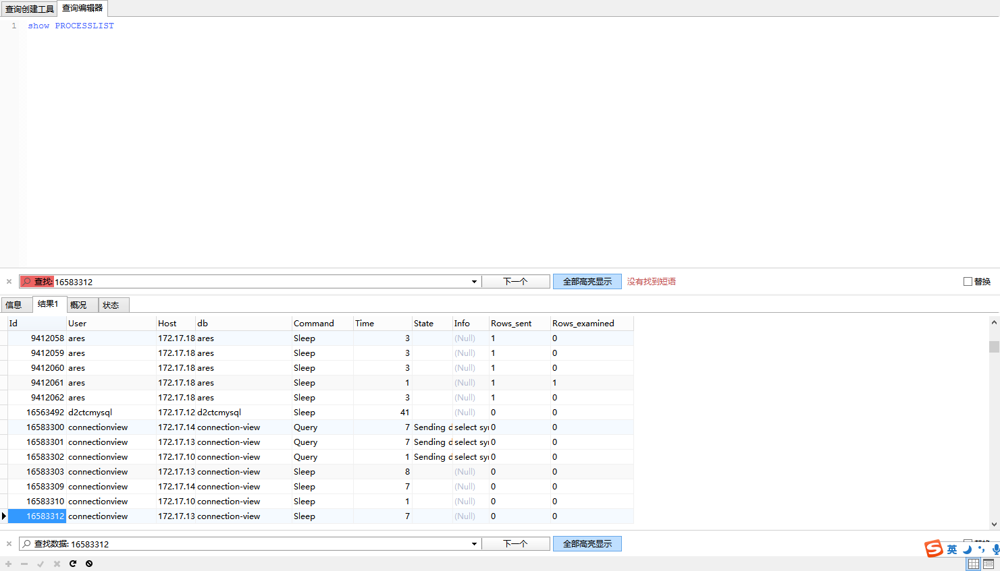 查询创建工具 查询编辑器
1 show PROCESSLIST
查找: 16583312 下一个 全部高亮显示 没有找到短语 替换
信息 结果1 概况 状态
Id User Host db Command Time State Info Rows_sent Rows_examined
9412058 ares 172.17.18 ares Sleep 3 (Null) 1 0
9412059 ares 172.17.18 ares Sleep 3 (Null) 1 0
9412060 ares 172.17.18 ares Sleep 3 (Null) 1 0
9412061 ares 172.17.18 ares Sleep 1 (Null) 1 1
9412062 ares 172.17.18 ares Sleep 3 (Null) 1 0
16563492 d2ctcmysql 172.17.12 d2ctcmysql Sleep 41 (Null) 0 0
16583300 connectionview 172.17.14 connection-view Query 7 Sending d select syı 0 0
16583301 connectionview 172.17.13 connection-view Query 7 Sending d select syı 0 0
16583302 connectionview 172.17.10 connection-view Query 1 Sending d select syı 0 0
16583303 connectionview 172.17.13 connection-view Sleep 8 (Null) 0 0
16583309 connectionview 172.17.14 connection-view Sleep 7 (Null) 0 0
16583310 connectionview 172.17.10 connection-view Sleep 1 (Null) 0 0
16583312 connectionview 172.17.13 connection-view Sleep 7 (Null) 0 0
查找数据: 16583312 下一个 全部高亮显示
S 英